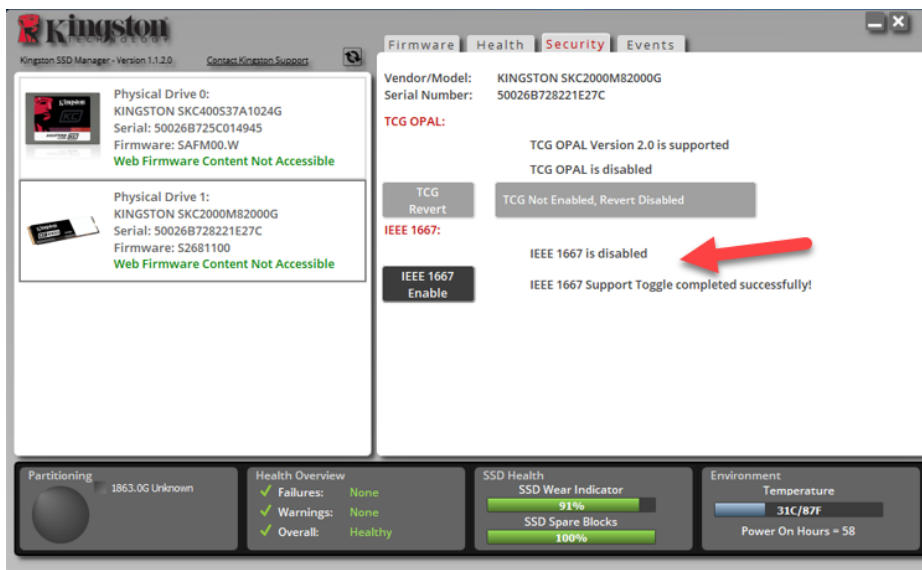 Kingston
TECHNOLOGY
Kingston SSD Manager - Version 1.1.2.0 Contact Kingston Support
Firmware Health Security Events
Physical Drive 0:
KINGSTON SKC400S37A1024G
Serial: 50026B725C014945
Firmware: SAFM00.W
Web Firmware Content Not Accessible
Physical Drive 1:
KINGSTON SKC2000M82000G
Serial: 50026B728221E27C
Firmware: S2681100
Web Firmware Content Not Accessible
Vendor/Model: KINGSTON SKC2000M82000G
Serial Number: 50026B728221E27C
TCG OPAL:
TCG OPAL Version 2.0 is supported
TCG OPAL is disabled
TCG
Revert
TCG Not Enabled, Revert Disabled
IEEE 1667:
IEEE 1667 is disabled
IEEE 1667
Enable
IEEE 1667 Support Toggle completed successfully!
Partitioning
1863.0G Unknown
Health Overview
Failures: None
Warnings: None
Overall: Healthy
SSD Health
SSD Wear Indicator
91%
SSD Spare Blocks
100%
Environment
Temperature
31C/87F
Power On Hours = 58